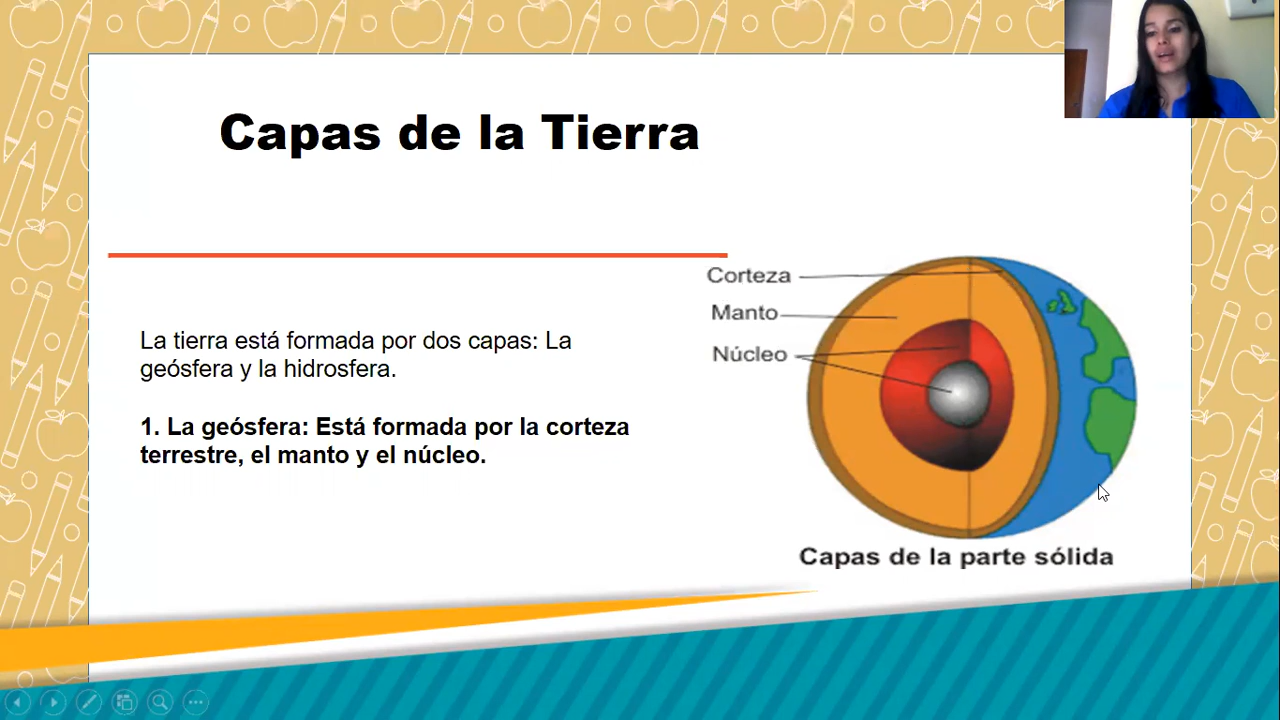 Capas de la Tierra
Corteza
Manto
Núcleo
La tierra está formada por dos capas: La
geósfera y la hidrosfera.
1. La geósfera: Está formada por la corteza
terrestre, el manto y el núcleo.
Capas de la parte sólida